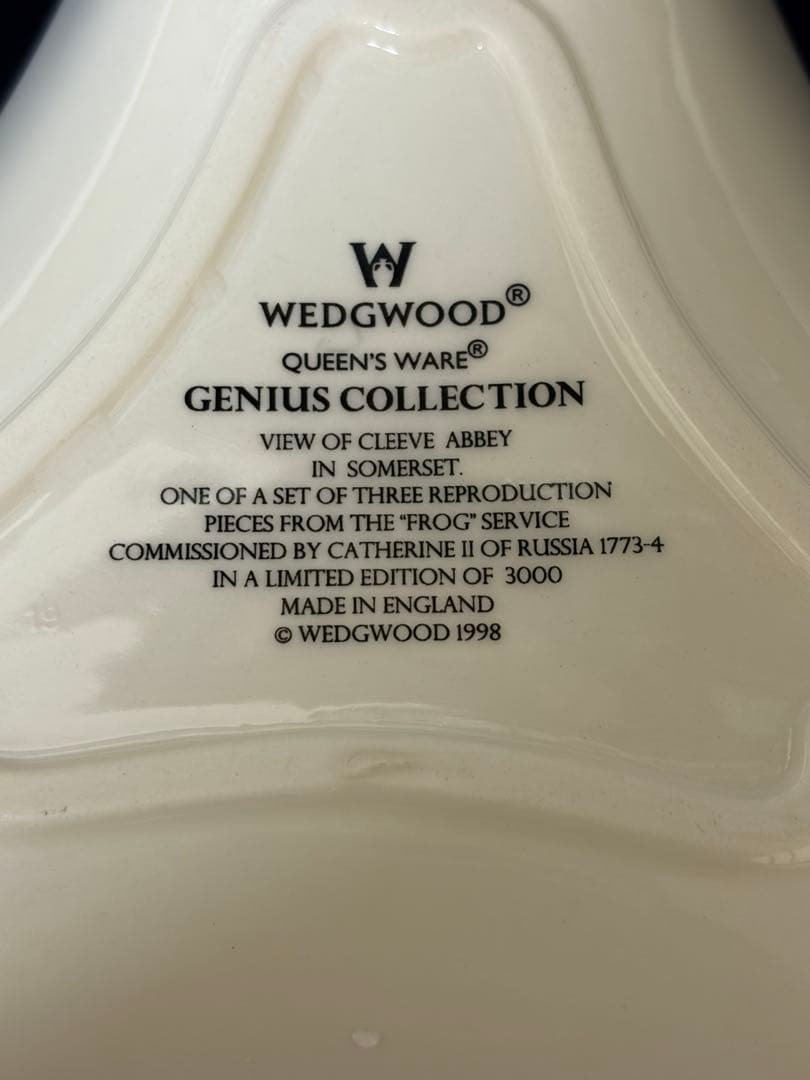 W
WEDGWOOD®
QUEEN'S WARE®
GENIUS COLLECTION
VIEW OF CLEEVE ABBEY
IN SOMERSET.
ONE OF A SET OF THREE REPRODUCTION
PIECES FROM THE "FROG" SERVICE
COMMISSIONED BY CATHERINE II OF RUSSIA 1773-4
IN A LIMITED EDITION OF 3000
MADE IN ENGLAND
© WEDGWOOD 1998